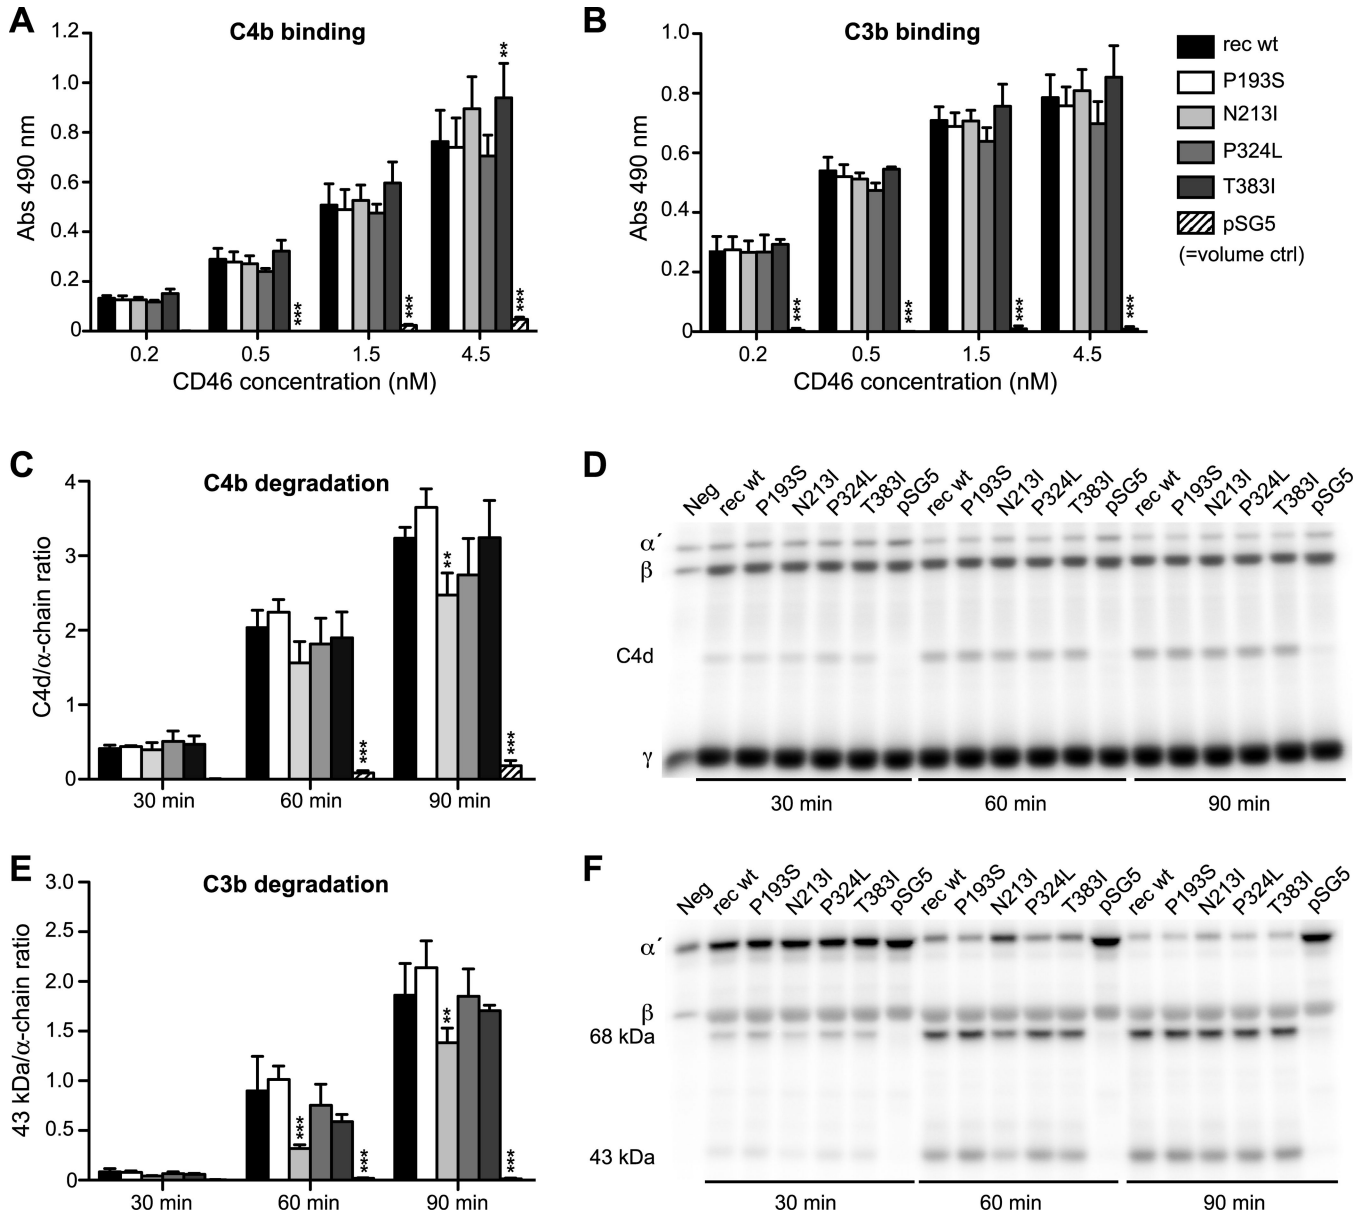 A
C4b binding
Abs 490 nm
1.2
1.0
0.8
0.6
0.4
0.2
0
***
***
**
***
0.2 0.5 1.5 4.5
CD46 concentration (nM)
B
C3b binding
Abs 490 nm
1.0
0.8
0.6
0.4
0.2
0
***
***
***
***
0.2 0.5 1.5 4.5
CD46 concentration (nM)
rec wt
P193S
N213I
P324L
T383I
pSG5
(=volume ctrl)
C
C4b degradation
C4d/α-chain ratio
4
3
2
1
0
***
**
***
30 min 60 min 90 min
D
Neg rec wt P193S N213I P324L T383I pSG5 rec wt P193S N213I P324L T383I pSG5 rec wt P193S N213I P324L T383I pSG5
α´
β
C4d
γ
30 min 60 min 90 min
E
C3b degradation
43 kDa/α-chain ratio
3.0
2.5
2.0
1.5
1.0
0.5
0
***
***
**
***
30 min 60 min 90 min
F
Neg rec wt P193S N213I P324L T383I pSG5 rec wt P193S N213I P324L T383I pSG5 rec wt P193S N213I P324L T383I pSG5
α´
β
68 kDa
43 kDa
30 min 60 min 90 min